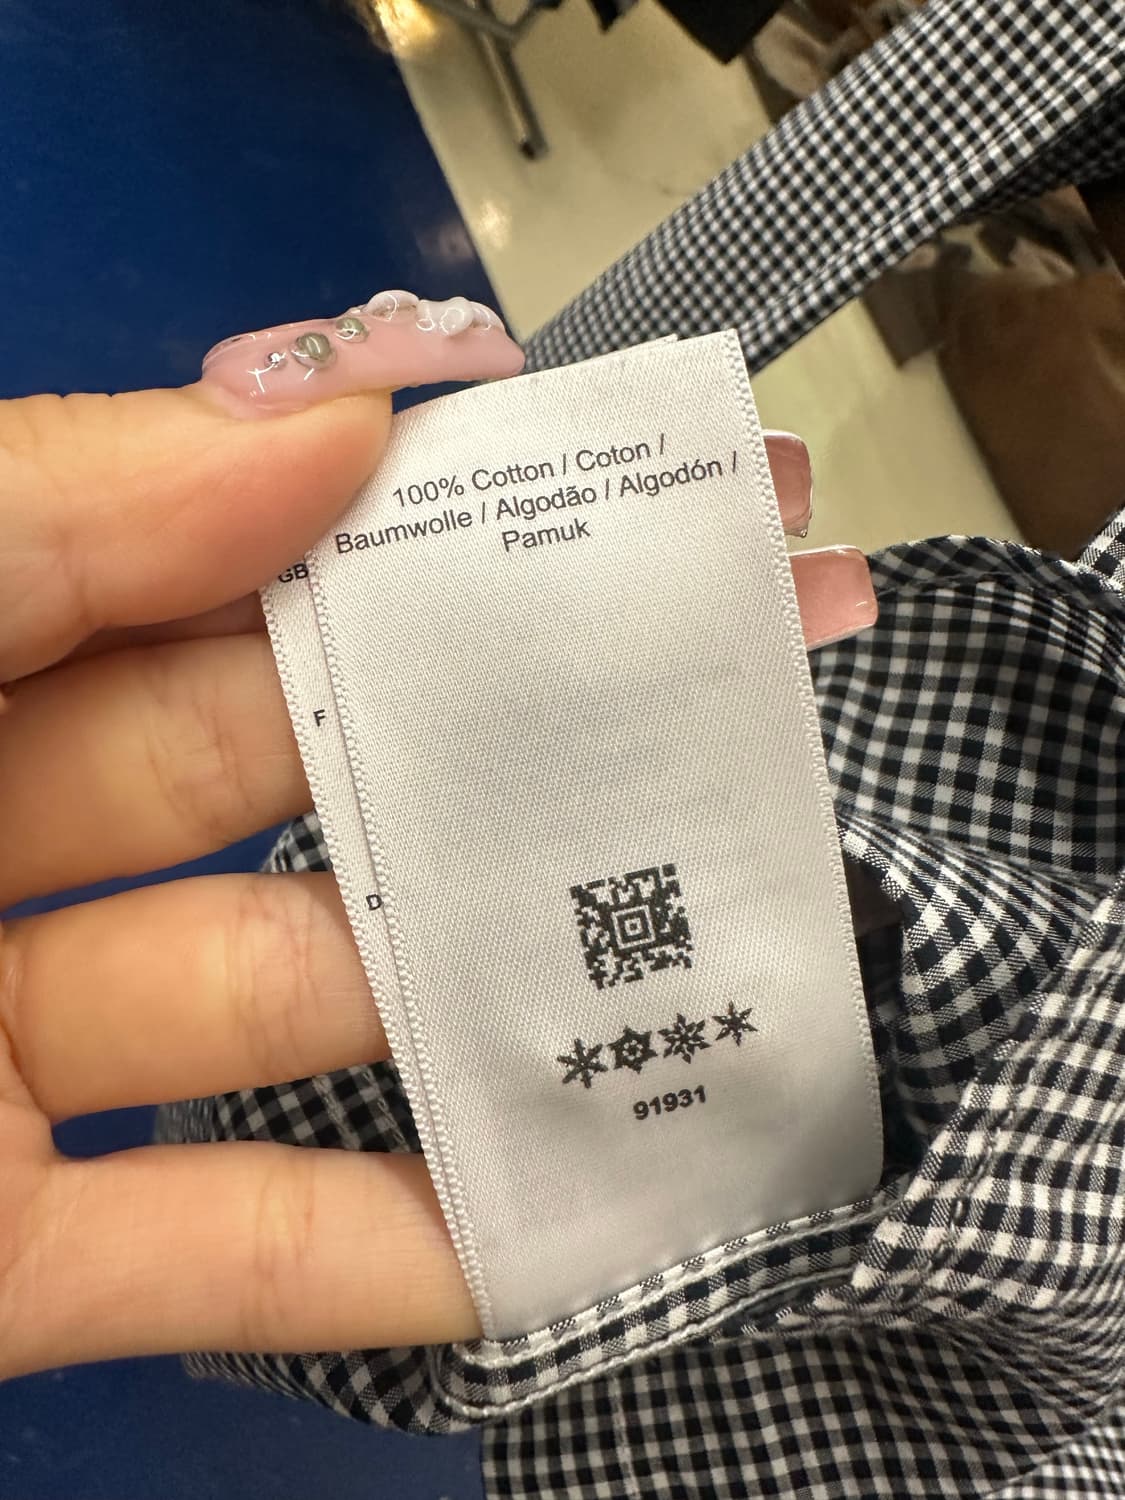 100% Cotton / Coton /
Baumwolle / Algodão / Algodón /
Pamuk
GB
F
D
91931